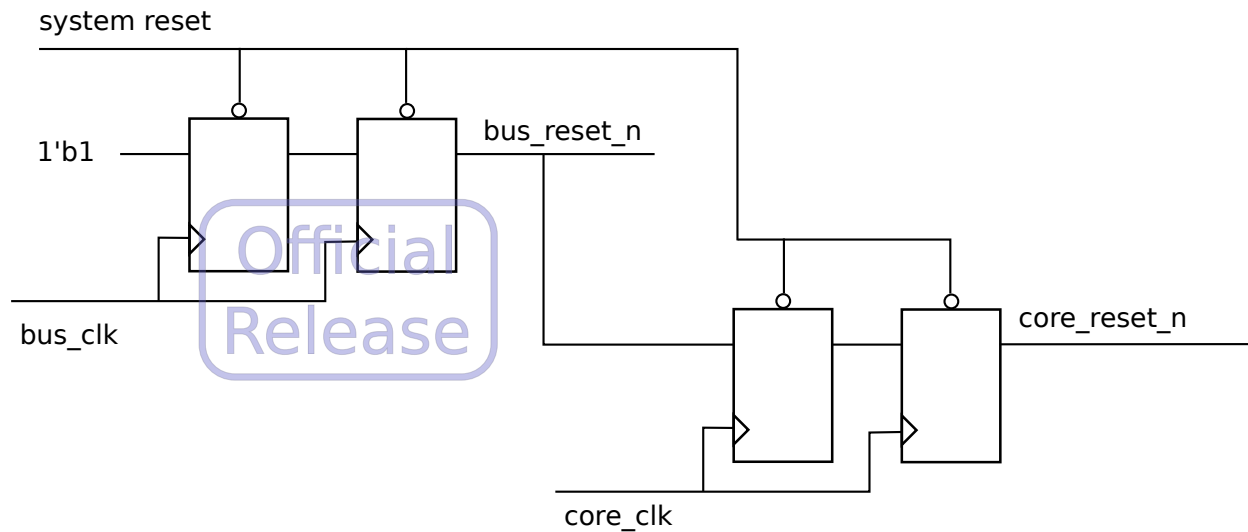 system reset
1'b1
bus_reset_n
Official
Release
bus_clk
core_reset_n
core_clk